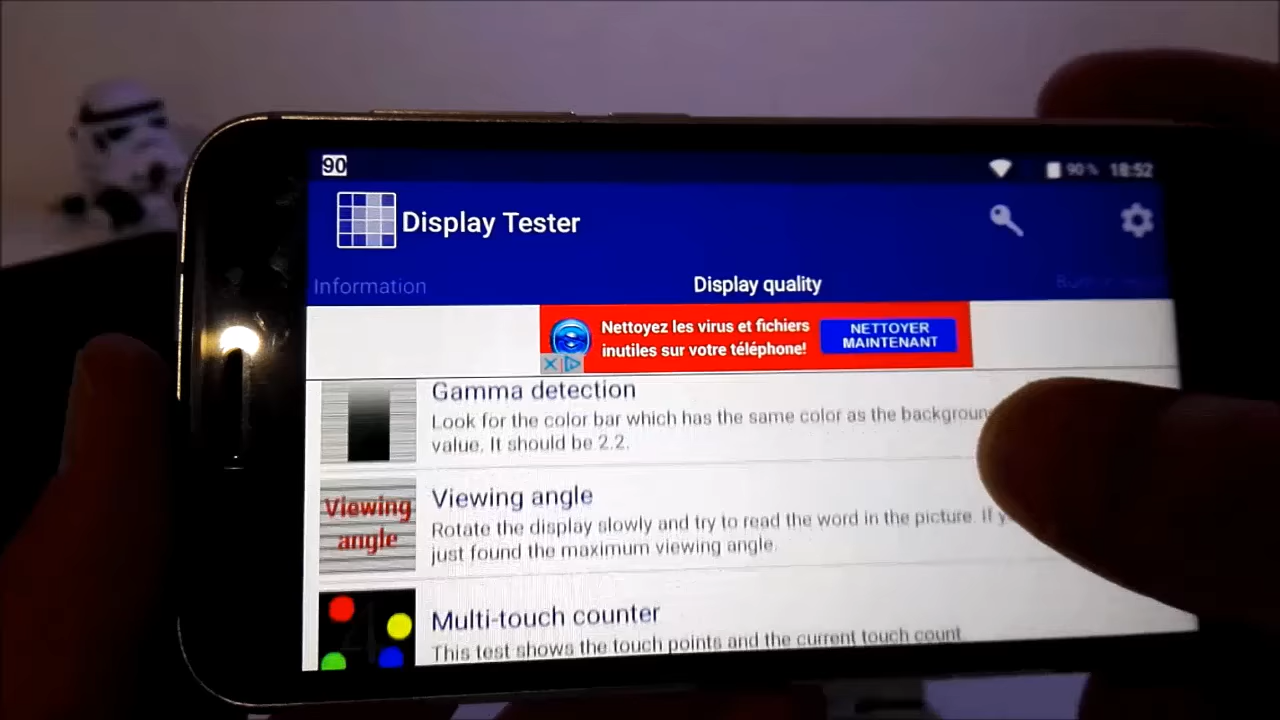 90
90% 18:52
Display Tester
Information
Display quality
Nettoyez les virus et fichiers
inutiles sur votre téléphone!
NETTOYER
MAINTENANT
Gamma detection
Look for the color bar which has the same color as the
value. It should be 2.2.
Viewing
angle
Viewing angle
Rotate the display slowly and try to read the word in the picture. If
just found the maximum viewing angle.
Multi-touch counter
This test shows the touch points and the current touch count